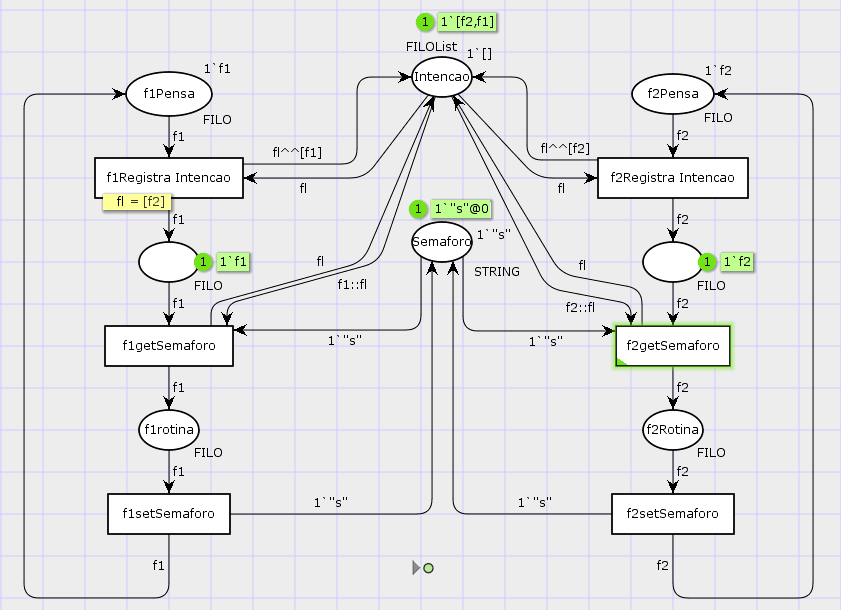 1 1`[f2,f1]
FILOList
1`[]
Intencao
1`f1
f1Pensa
FILO
1`f2
f2Pensa
FILO
f1
f2
fl^^[f1]
fl^^[f2]
f1Registra Intencao
fl
fl
f2Registra Intencao
fl = [f2]
f1
f2
1 1`"s"@0
Semaforo
1`"s"
STRING
1 1`f1
FILO
1 1`f2
FILO
fl
f1::fl
fl
f2::fl
f1
f2
f1getSemaforo
1`"s"
1`"s"
f2getSemaforo
f1
f2
f1rotina
FILO
f2Rotina
FILO
f1
f2
f1setSemaforo
1`"s"
1`"s"
f2setSemaforo
f1
f2